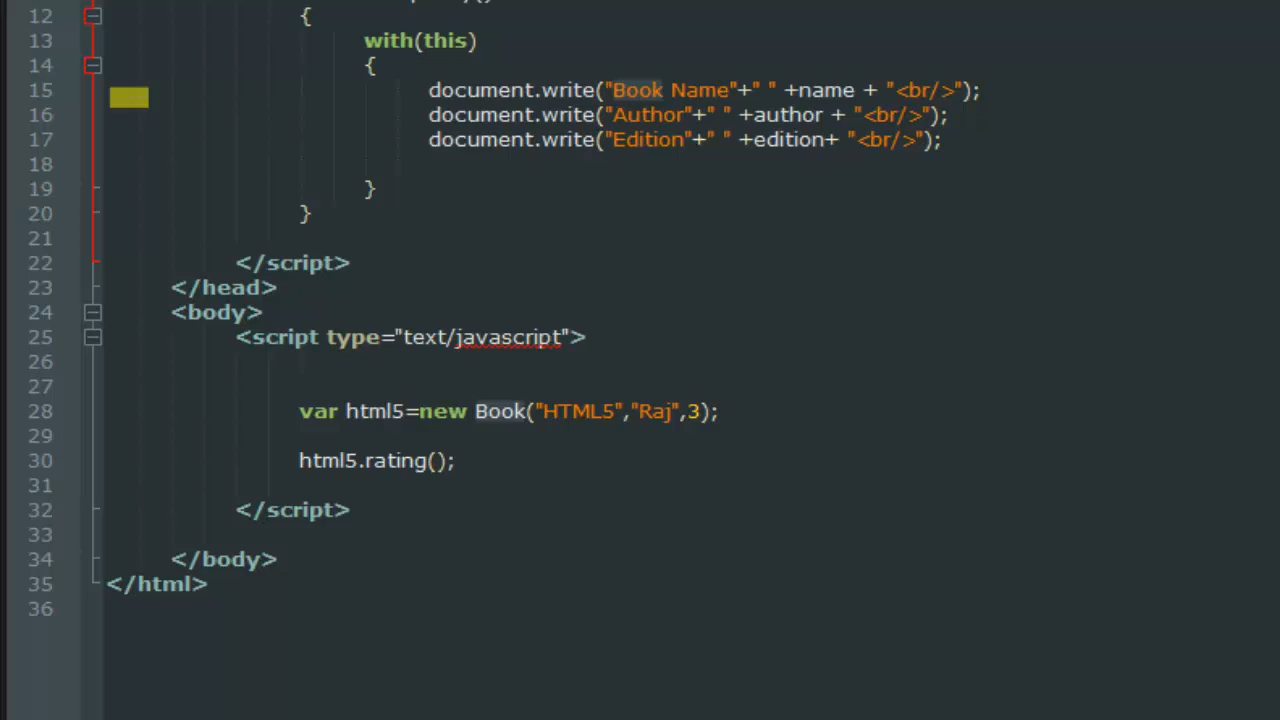 12 {
13 with(this)
14 {
15 document.write("Book Name"+" " +name + "<br/>");
16 document.write("Author"+" " +author + "<br/>");
17 document.write("Edition"+" " +edition+ "<br/>");
18
19 }
20 }
21
22 </script>
23 </head>
24 <body>
25 <script type="text/javascript">
26
27
28 var html5=new Book("HTML5","Raj",3);
29
30 html5.rating();
31
32 </script>
33
34 </body>
35 </html>
36